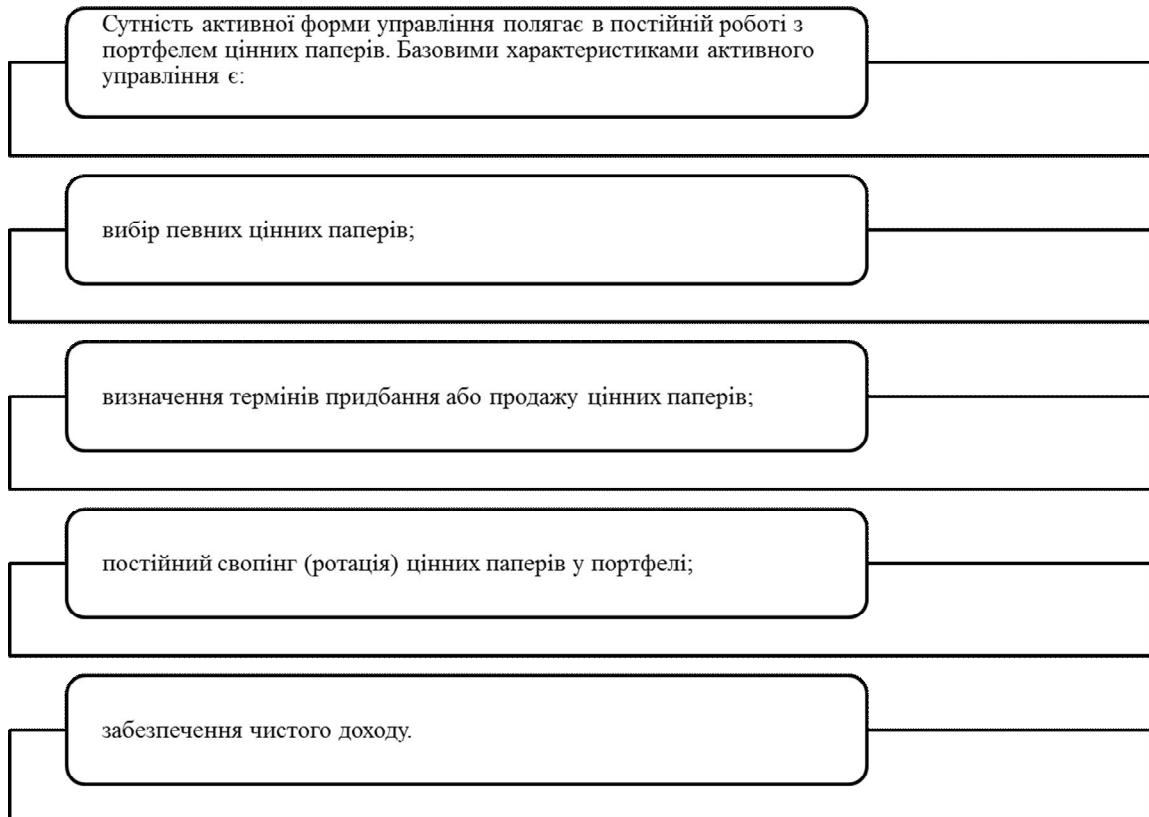 Сутність активної форми управління полягає в постійній роботі з
портфелем цінних паперів. Базовими характеристиками активного
управління є:
вибір певних цінних паперів;
визначення термінів придбання або продажу цінних паперів;
постійний свопінг (ротація) цінних паперів у портфелі;
забезпечення чистого доходу.